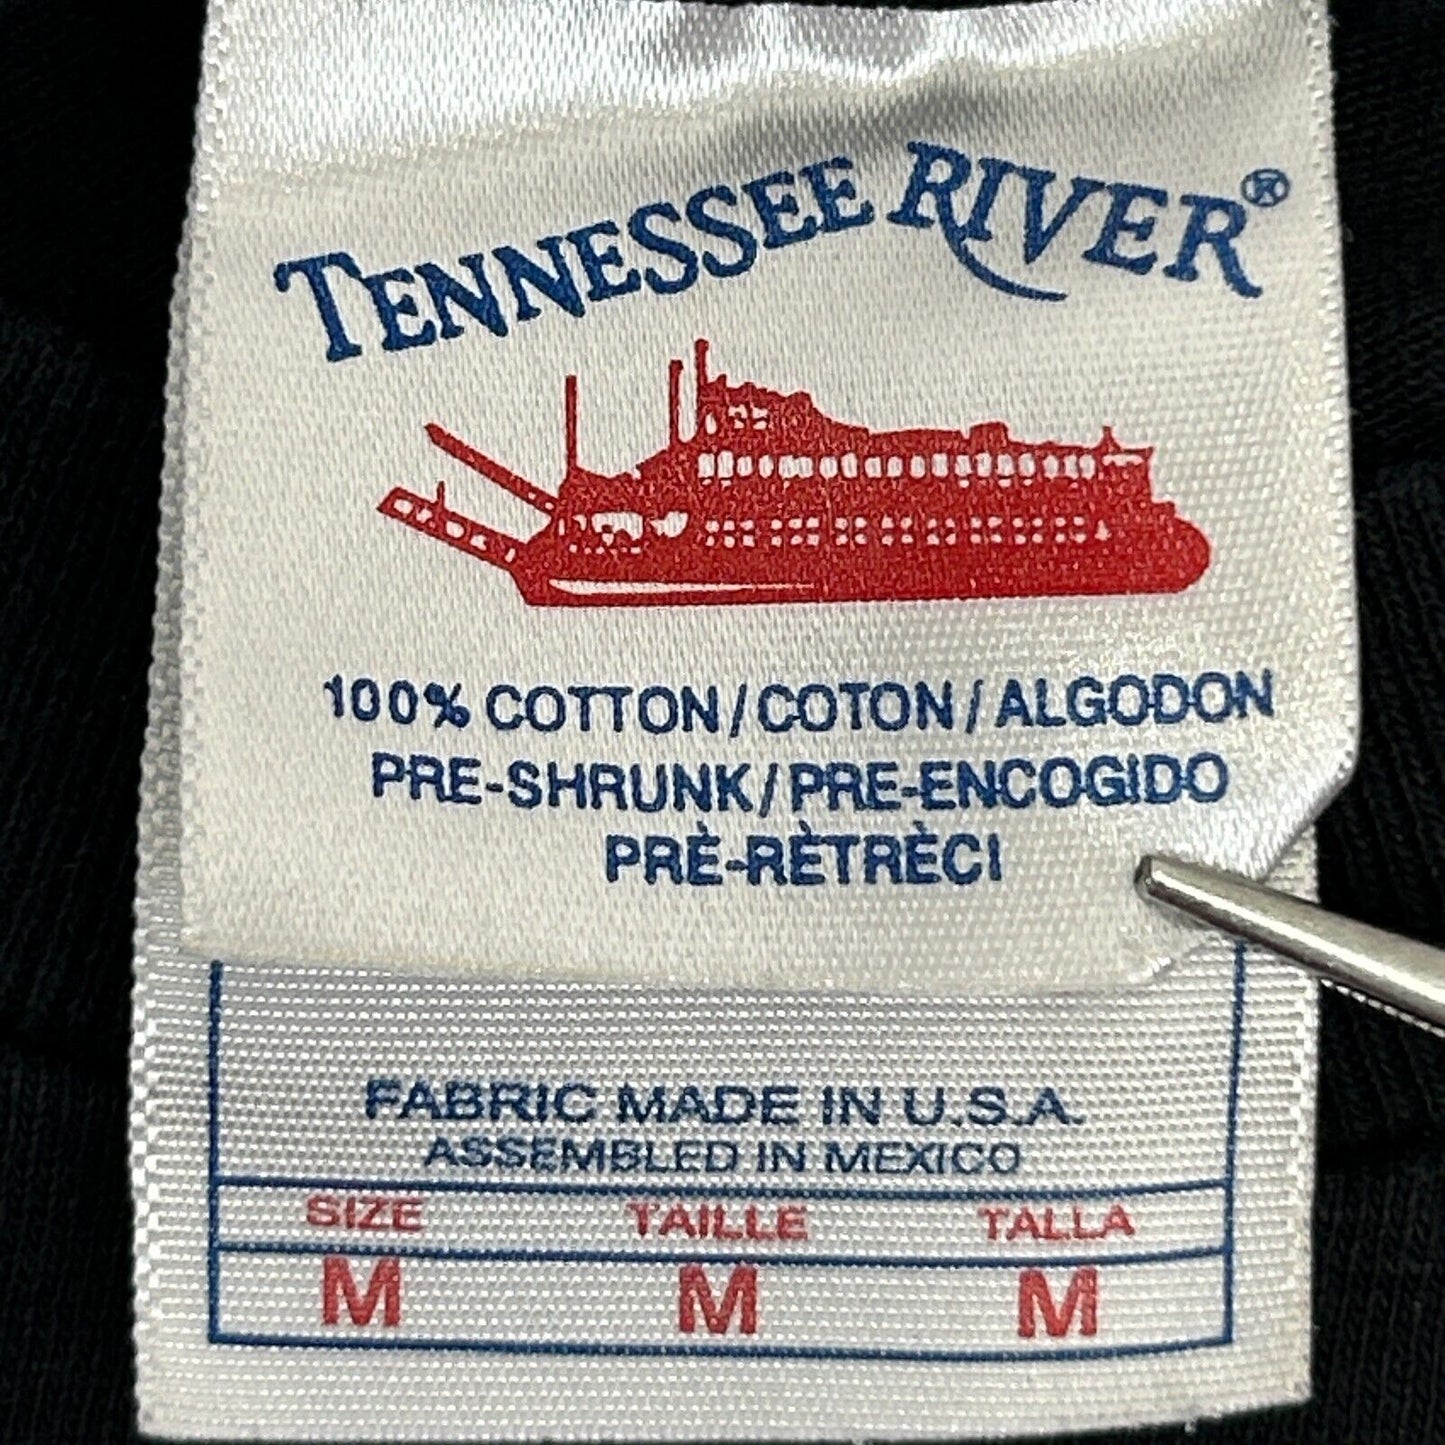 TENNESSEE RIVER®
100% COTTON/COTON/ALGODON
PRE-SHRUNK/PRE-ENCOGIDO
PRÈ-RÈTRÈCI
FABRIC MADE IN U.S.A.
ASSEMBLED IN MEXICO
SIZE TAILLE TALLA
M M M